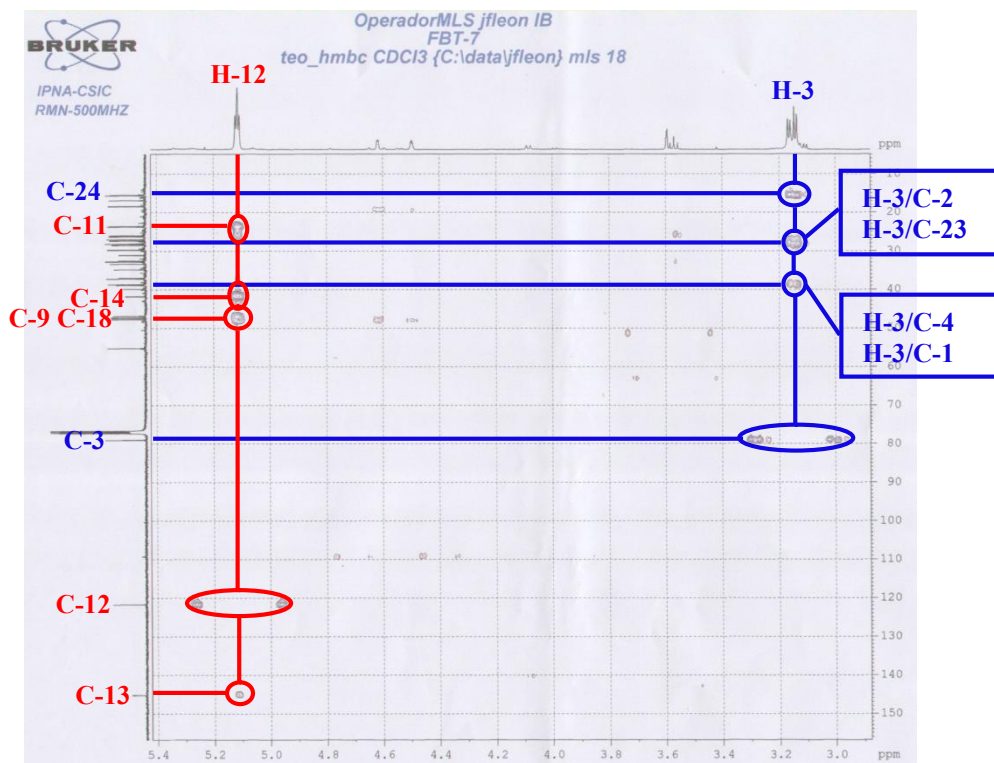 OperadorMLS jfleon IB
FBT-7
teo_hmbc CDCl3 {C:\data\jfleon} mls 18
BRUKER
IPNA-CSIC
RMN-500MHZ
H-12
H-3
ppm
10
20
30
40
50
60
70
80
90
100
110
120
130
140
150
C-24
C-11
C-14
C-9 C-18
C-3
C-12
C-13
H-3/C-2
H-3/C-23
H-3/C-4
H-3/C-1
5.4 5.2 5.0 4.8 4.6 4.4 4.2 4.0 3.8 3.6 3.4 3.2 3.0 ppm